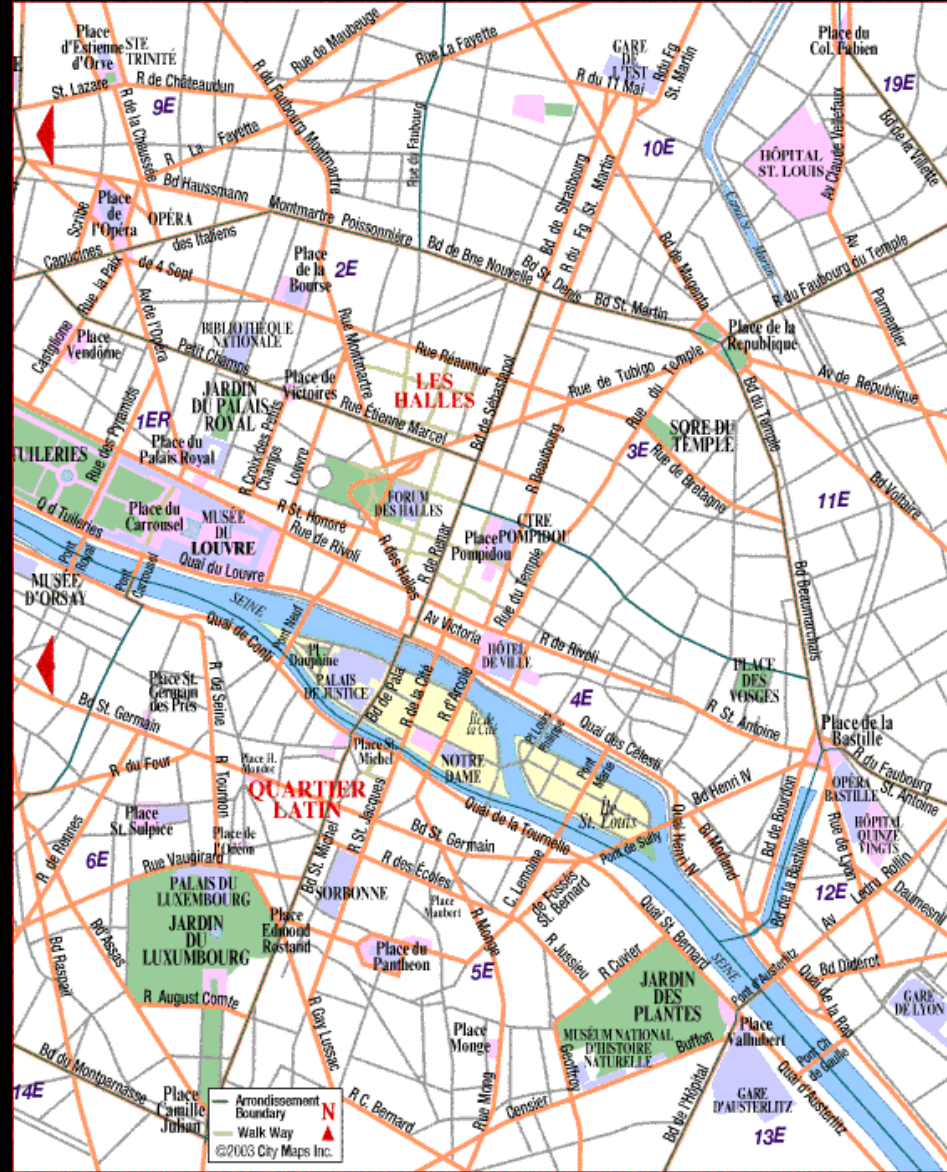 Place
d'Estienne
d'Orve
STE
TRINITÉ
Rue de Maubeuge
Rue La Fayette
GARE
DE
L'EST
R du 11 Mai
Rdu Fg
St. Martin
Place du
Col. Fabien
19E
St. Lazare
R de Châteaudun
9E
R de la Chaussée
R du Faubourg Montmartre
Rue du Faubourg
R La Fayette
10E
HÔPITAL
ST. LOUIS
Av Claude Vellefaux
Bd de la Villette
Bd Haussmann
Montmartre
Poissonnière
Bd de Bne Nouvelle
Bd St. Denis
Bd St. Martin
Bd de Strasbourg
R du Fg St. Martin
Bd de Magenta
Canal St. Martin
Av
Parmentier
R du Faubourg du Temple
Scribe
Place
de
l'Opéra
OPÉRA
des Italiens
Capucines
Rue la Paix
de 4 Sept
Place
de la
Bourse
2E
Av de l'Opéra
BIBLIOTHÈQUE
NATIONALE
Rue Montmartre
Rue Réaumur
Castiglione
Place
Vendôme
Petit Champs
Place de
Victoires
LES
HALLES
Rue Étienne Marcel
Bd de Sébastopol
Rue de Tubigo
Rue du Temple
Place de la
Republique
Av de Republique
Bd du Temple
JARDIN
DU PALAIS
ROYAL
1ER
Rue des Pyramids
Place du
Palais Royal
R Croix des Petits
Champs
Louvre
SQRE DU
TEMPLE
3E
Rue de Bretagne
R Beaubourg
11E
Bd Voltaire
TUILERIES
Place du
Carrousel
MUSÉE
DU
LOUVRE
R St. Honoré
Rue de Rivoli
FORUM
DES HALLES
CTRE
POMPIDOU
Place
Pompidou
Q d Tuileries
Pont
Royal
Pont
Carrousel
Quai du Louvre
R des Halles
R de Renar
Rue du Temple
Bd Beaumarchais
MUSÉE
D'ORSAY
SEINE
Quai de Conti
Pont Neuf
Pl
Dauphine
PALAIS
DE JUSTICE
Av Victoria
HÔTEL
DE VILLE
R de Rivoli
4E
PLACE
DES
VOSGES
R St. Antoine
Place St.
Germain
des Prés
R de Seine
Bd St. Germain
Bd de Pala
R de la Cité
R d'Arcole
Île de
la Cité
Place St.
Michel
NOTRE
DAME
Pont
Marie
Quai dus Célesti
Place de la
Bastille
R du Faubourg
St. Antoine
R du Four
R Tournon
QUARTIER
LATIN
Île
St. Louis
Bd Henri IV
Bd de Bourdon
OPÉRA
BASTILLE
HÔPITAL
QUINZE
VINGTS
Place
St. Sulpice
Place de
l'Odéon
R de Rennes
6E
Rue Vaugirard
Bd St. Michel
R St. Jacques
Bd St. Germain
Quai de la Tournelle
Pont de Sully
Quai Henri IV
Bt Morland
Bd de La Bastille
Rue de Lyon
Ledru Rollin
Av
12E
Daumesnil
PALAIS DU
LUXEMBOURG
JARDIN
DU
LUXUMBOURG
SORBONNE
R des Écoles
Place
Maubert
C. Lemoine
de Fossés
St. Bernard
Quai St. Bernard
Bd Assas
Bd Raspail
Place
Edmond
Rostand
Place du
Pantheon
R Monge
5E
R Jussieu
R Cuvier
SEINE
Pont d'Austerlitz
Quai de la Rap
Bd Diderot
GARE
DE LYON
R August Comte
R Gay Lussac
JARDIN
DES
PLANTES
Place
Monge
MUSÉUM NATIONAL
D'HISTOIRE
NATURELLE
Buffon
Place
Valhubert
Pont Ch
de Gaulle
Bd du Montparnasse
14E
Place
Camille
Julian
R C. Bernard
Rue Mong
Censier
Geoffroy
Bd de l'Hôpital
GARE
D'AUSTERLITZ
Quai d'Austerlitz
13E
Arrondissement
Boundary
N
Walk Way
©2003 City Maps Inc.